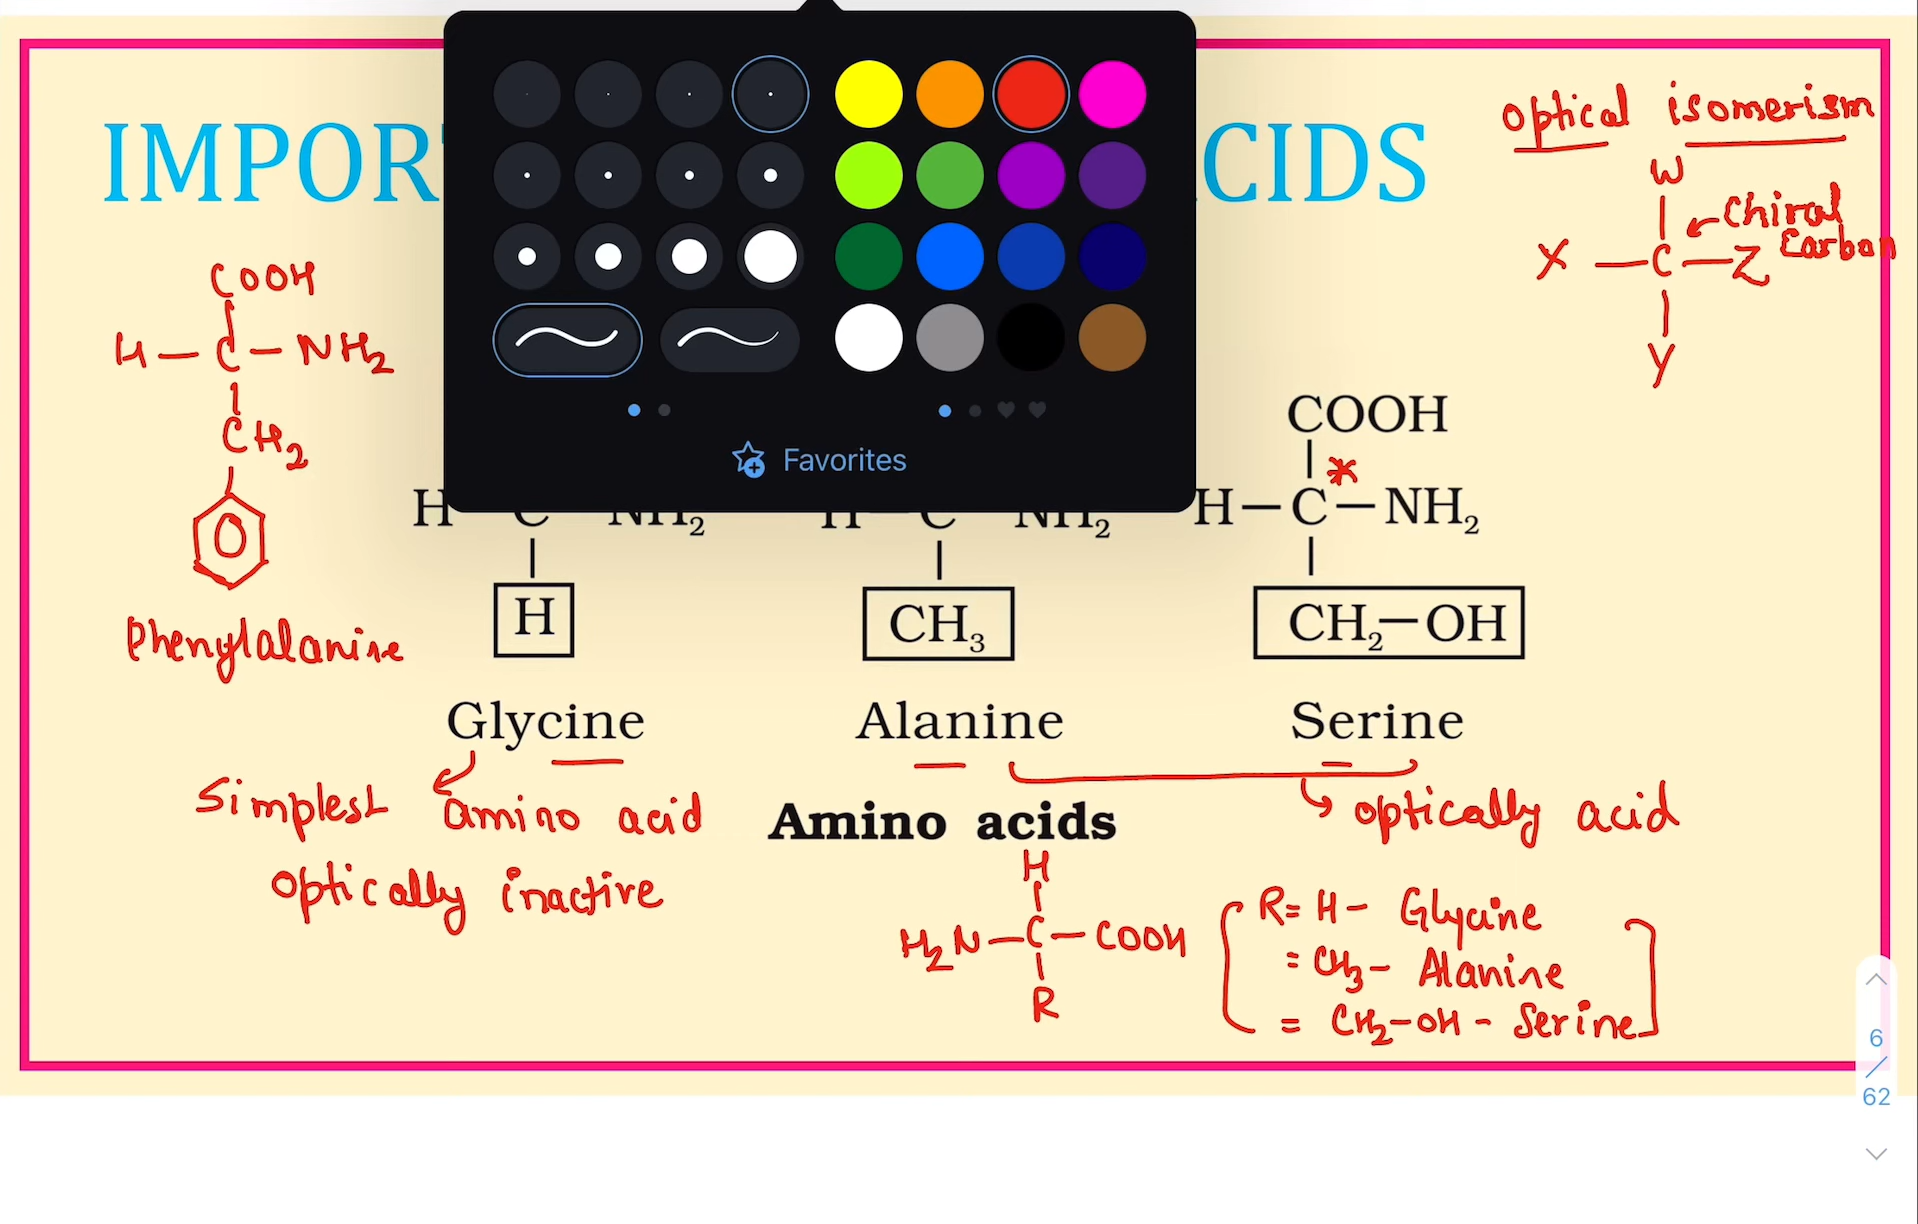 IMPOR CIDS
Optical isomerism
W
Chiral
Carbon
X — C — Z
Y
COOH
H — C — NH2
CH2
Phenylalanine
COOH
*
H C NH2
H
Glycine
H C NH2
CH3
Alanine
H — C — NH2
CH2—OH
Serine
Simplest amino acid
Optically inactive
optically acid
Amino acids
H
H2N — C — COOH
R
R= H — Glycine
= CH3 — Alanine
= CH2—OH — Serine
Favorites
6
62